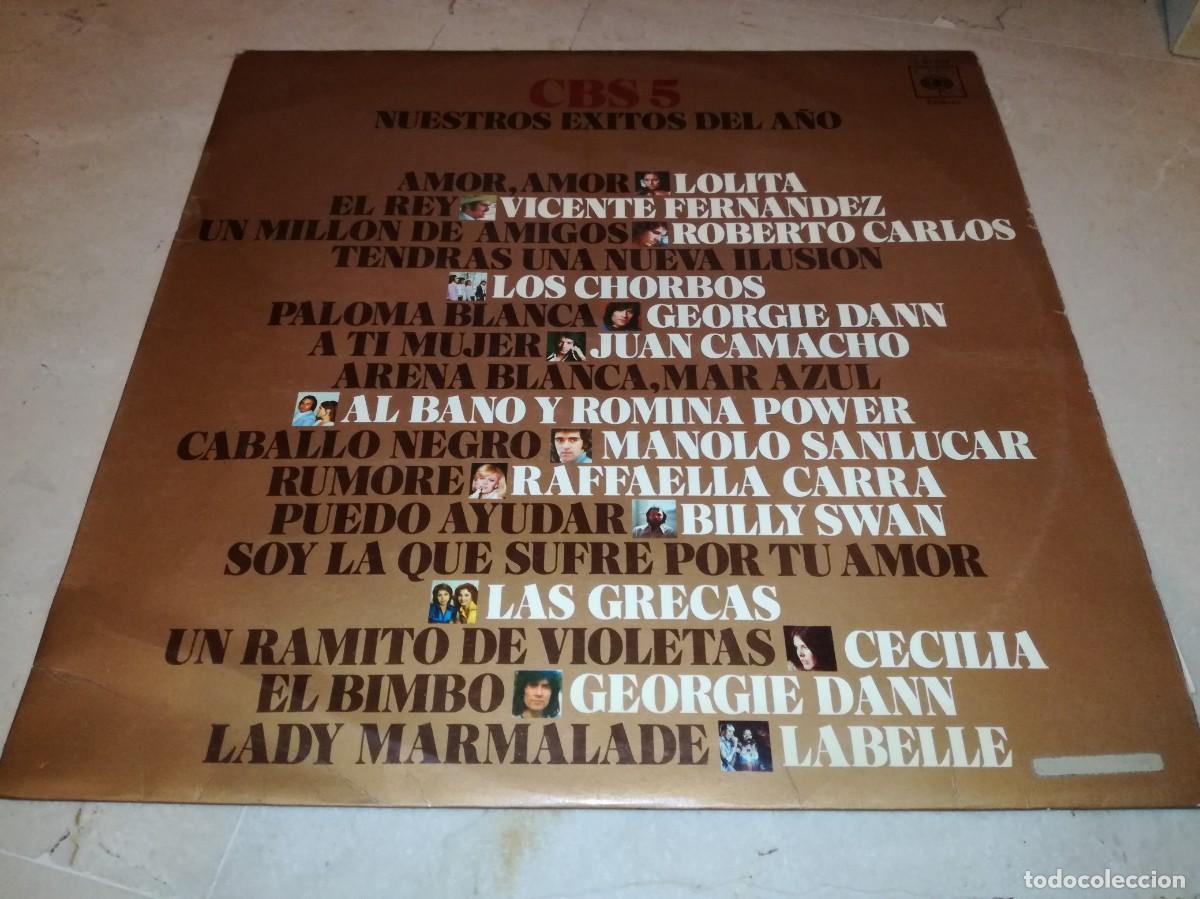 CBS 5
NUESTROS EXITOS DEL AÑO
AMOR, AMOR LOLITA
EL REY VICENTE FERNANDEZ
UN MILLON DE AMIGOS ROBERTO CARLOS
TENDRAS UNA NUEVA ILUSION
LOS CHORBOS
PALOMA BLANCA GEORGIE DANN
A TI MUJER JUAN CAMACHO
ARENA BLANCA, MAR AZUL
AL BANO Y ROMINA POWER
CABALLO NEGRO MANOLO SANLUCAR
RUMORE RAFFAELLA CARRA
PUEDO AYUDAR BILLY SWAN
SOY LA QUE SUFRE POR TU AMOR
LAS GRECAS
UN RAMITO DE VIOLETAS CECILIA
EL BIMBO GEORGIE DANN
LADY MARMALADE LABELLE
todocoleccion